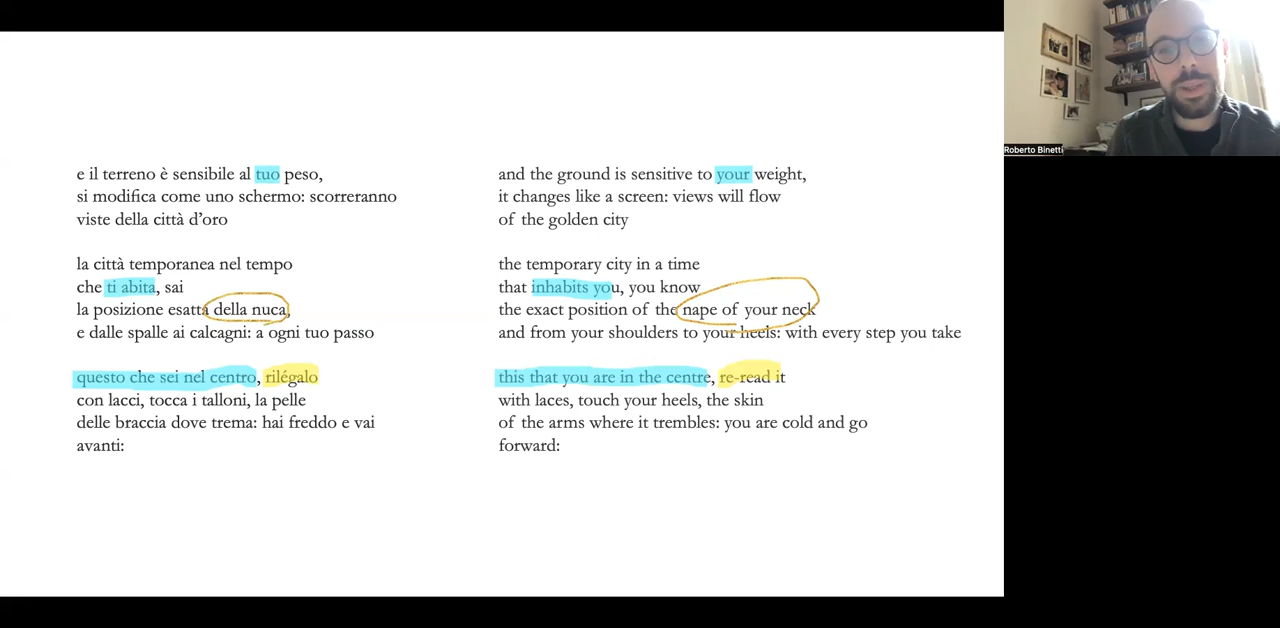 e il terreno è sensibile al tuo peso,
si modifica come uno schermo: scorreranno
viste della città d'oro
la città temporanea nel tempo
che ti abita, sai
la posizione esatta della nuca,
e dalle spalle ai calcagni: a ogni tuo passo
questo che sei nel centro, rilégalo
con lacci, tocca i talloni, la pelle
delle braccia dove trema: hai freddo e vai
avanti:
and the ground is sensitive to your weight,
it changes like a screen: views will flow
of the golden city
the temporary city in a time
that inhabits you, you know
the exact position of the nape of your neck
and from your shoulders to your heels: with every step you take
this that you are in the centre, re-read it
with laces, touch your heels, the skin
of the arms where it trembles: you are cold and go
forward:
Roberto Binetti